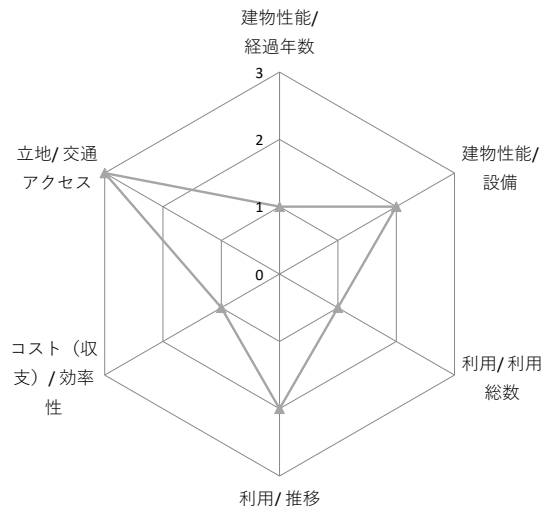 建物性能/
経過年数
3
立地/ 交通
アクセス
2
建物性能/
設備
1
0
コスト（収
支）/ 効率
性
利用/ 利用
総数
利用/ 推移